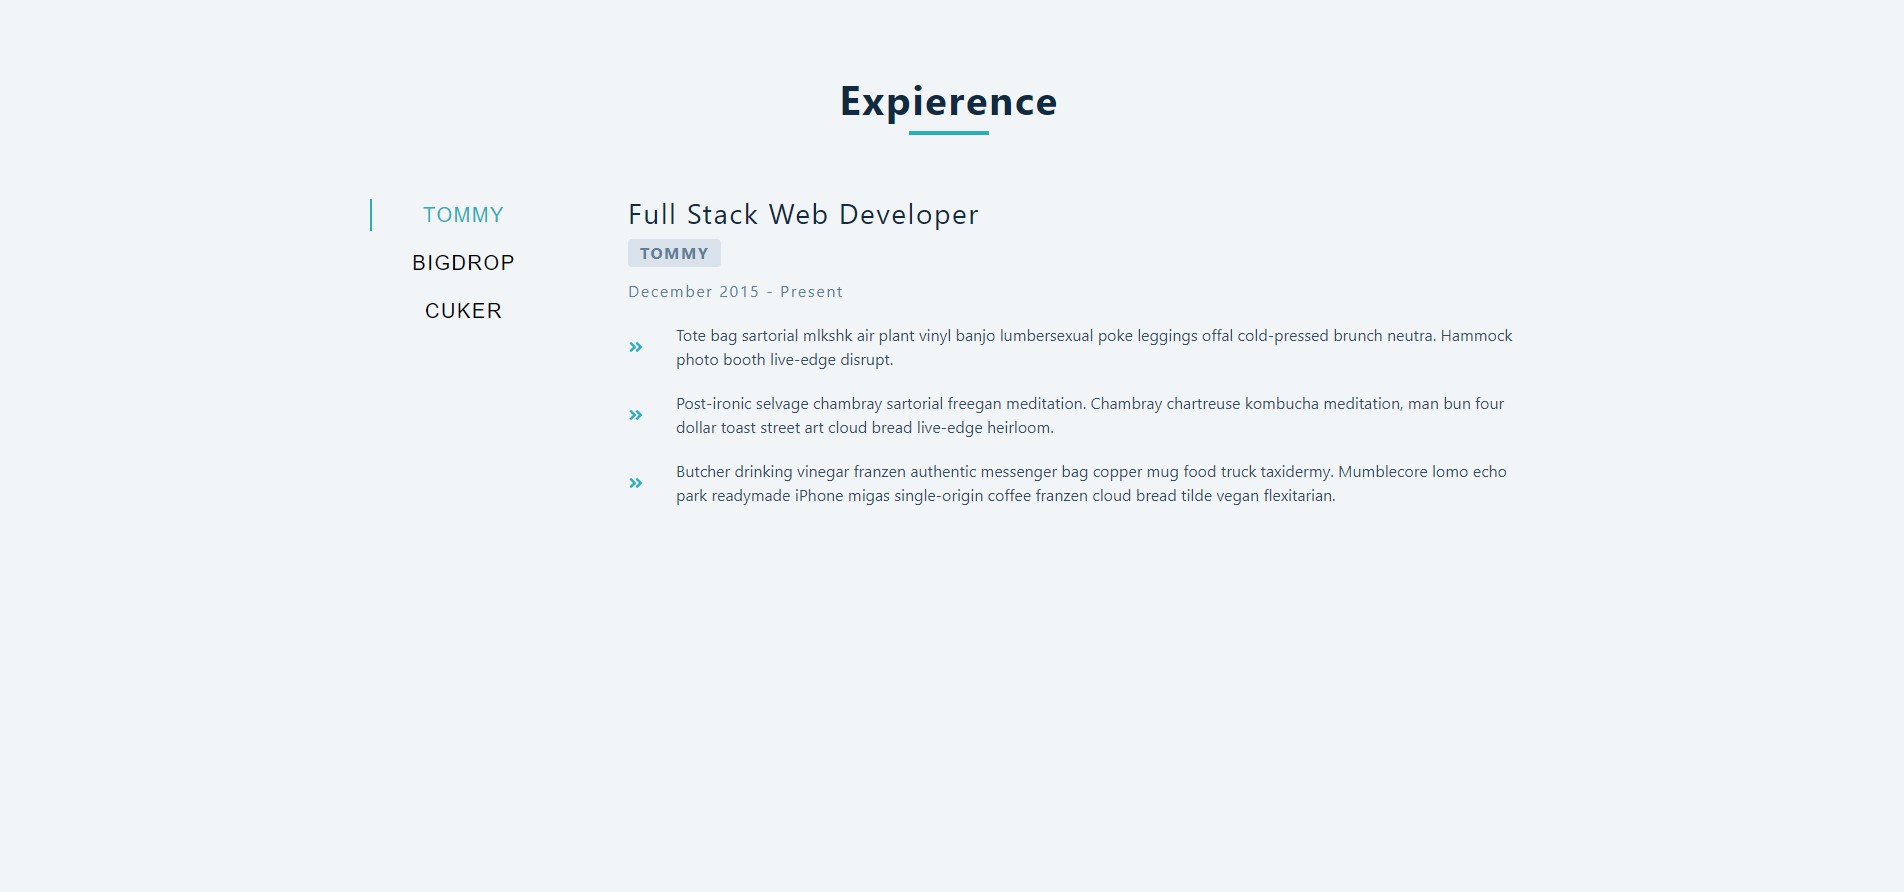 Expierence
TOMMY
BIGDROP
CUKER
Full Stack Web Developer
TOMMY
December 2015 - Present
Tote bag sartorial mlkshk air plant vinyl banjo lumbersexual poke leggings offal cold-pressed brunch neutra. Hammock
photo booth live-edge disrupt.
Post-ironic selvage chambray sartorial freegan meditation. Chambray chartreuse kombucha meditation, man bun four
dollar toast street art cloud bread live-edge heirloom.
Butcher drinking vinegar franzen authentic messenger bag copper mug food truck taxidermy. Mumblecore lomo echo
park readymade iPhone migas single-origin coffee franzen cloud bread tilde vegan flexitarian.